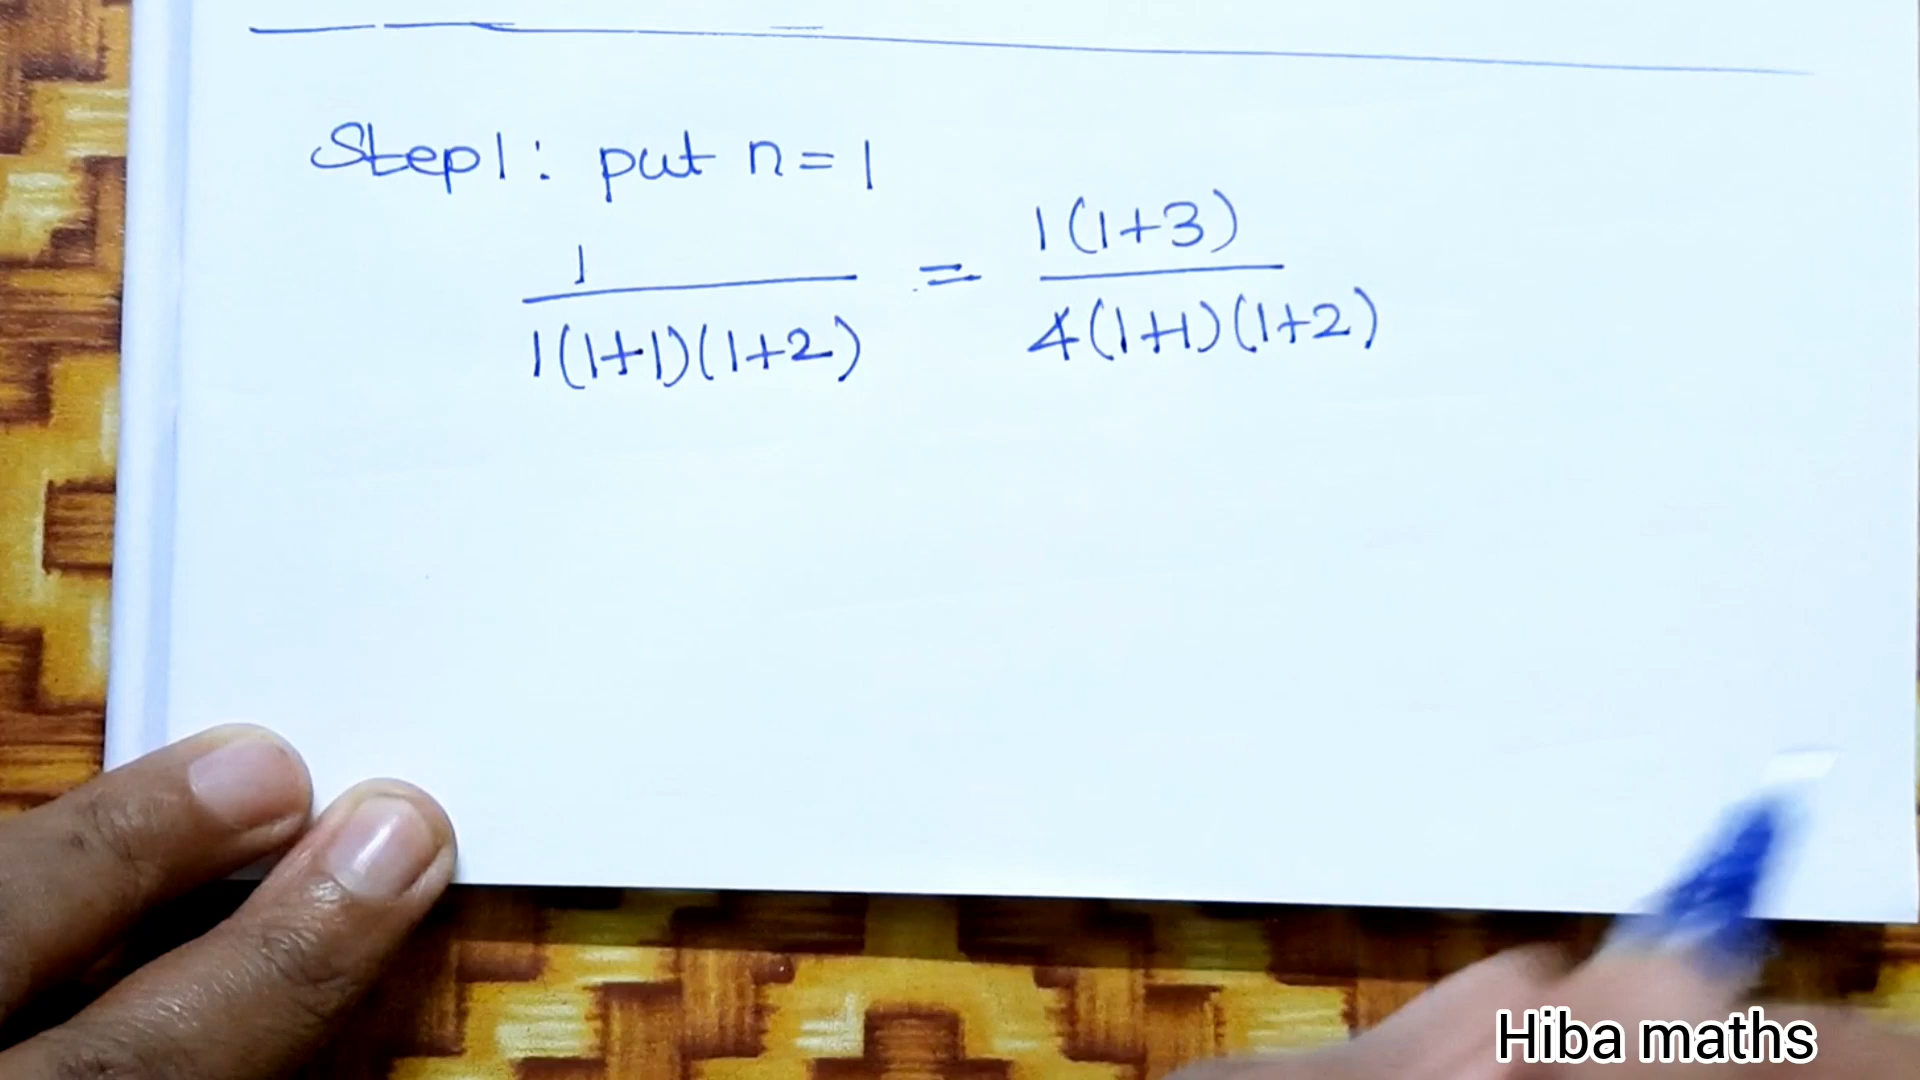 Step1: put n=1
1/1(1+1)(1+2) = 1(1+3)/4(1+1)(1+2)
Hiba maths